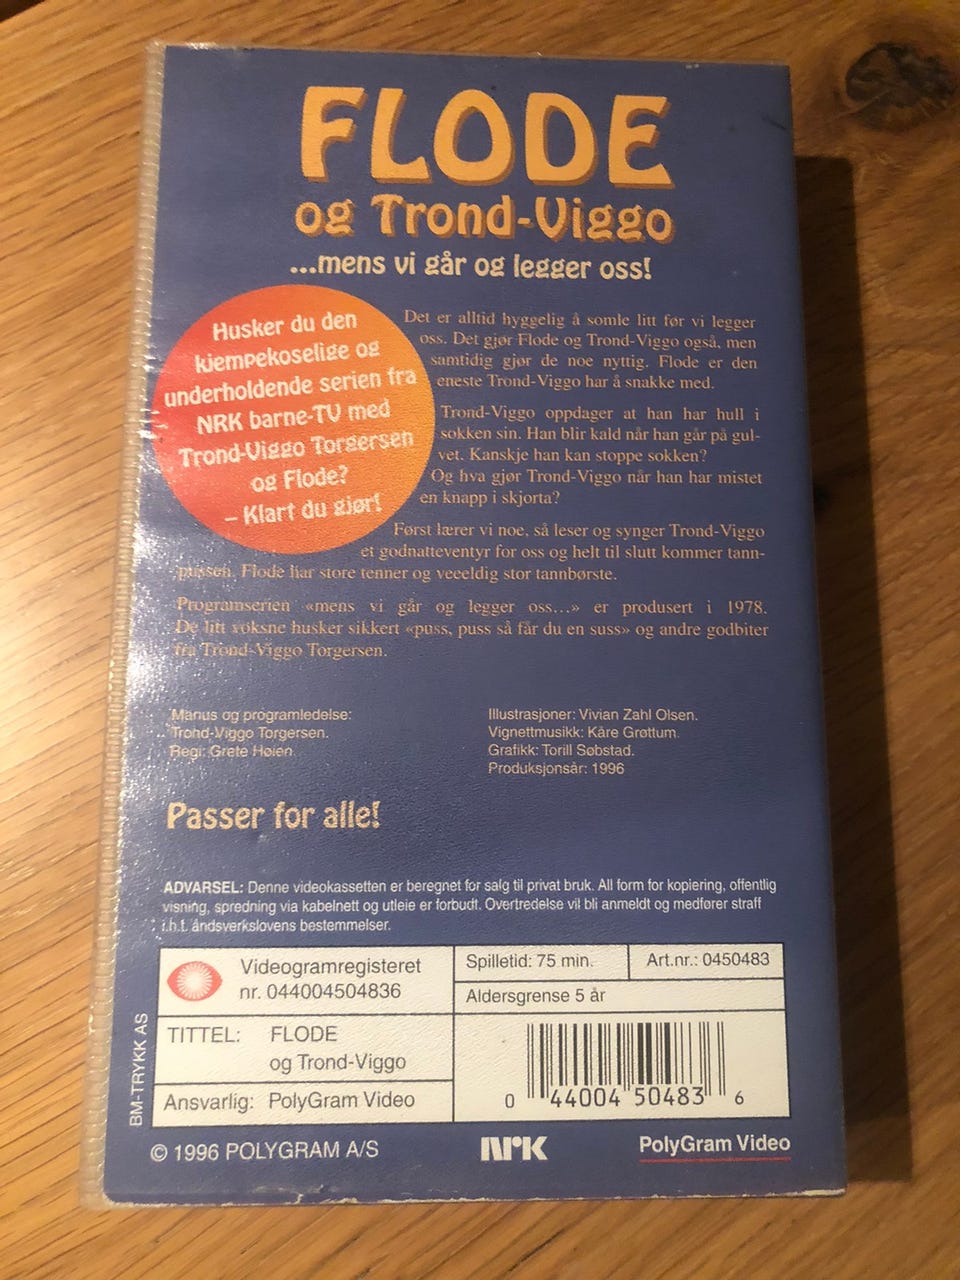 FLODE
og Trond-Viggo
...mens vi går og legger oss!
Husker du den
kjempekoselige og
underholdende serien fra
NRK barne-TV med
Trond-Viggo Torgersen
og Flode?
– Klart du gjør!
Det er alltid hyggelig å somle litt før vi legger
oss. Det gjør Flode og Trond-Viggo også, men
samtidig gjør de noe nyttig. Flode er den
eneste Trond-Viggo har å snakke med.
Trond-Viggo oppdager at han har hull i
sokken sin. Han blir kald når han går på gul-
vet. Kanskje han kan stoppe sokken?
Og hva gjør Trond-Viggo når han har mistet
en knapp i skjorta?
Først lærer vi noe, så leser og synger Trond-Viggo
et godnatteventyr for oss og helt til slutt kommer tann-
pussen. Flode har store tenner og veeeldig stor tannbørste.
Programserien «mens vi går og legger oss...» er produsert i 1978.
De litt voksne husker sikkert «puss, puss så får du en suss» og andre godbiter
fra Trond-Viggo Torgersen.
Manus og programledelse:
Trond-Viggo Torgersen.
Regi: Grete Høien.
Illustrasjoner: Vivian Zahl Olsen.
Vignettmusikk: Kåre Grøttum.
Grafikk: Torill Søbstad.
Produksjonsår: 1996
Passer for alle!
ADVARSEL: Denne videokassetten er beregnet for salg til privat bruk. All form for kopiering, offentlig
visning, spredning via kabelnett og utleie er forbudt. Overtredelse vil bli anmeldt og medfører straff
i.h.t. åndsverkslovens bestemmelser.
Videogramregisteret
nr. 044004504836
Spilletid: 75 min.
Art.nr.: 0450483
Aldersgrense 5 år
TITTEL: FLODE
og Trond-Viggo
Ansvarlig: PolyGram Video
0 44004 50483 6
BM-TRYKK AS
© 1996 POLYGRAM A/S
NRK
PolyGram Video